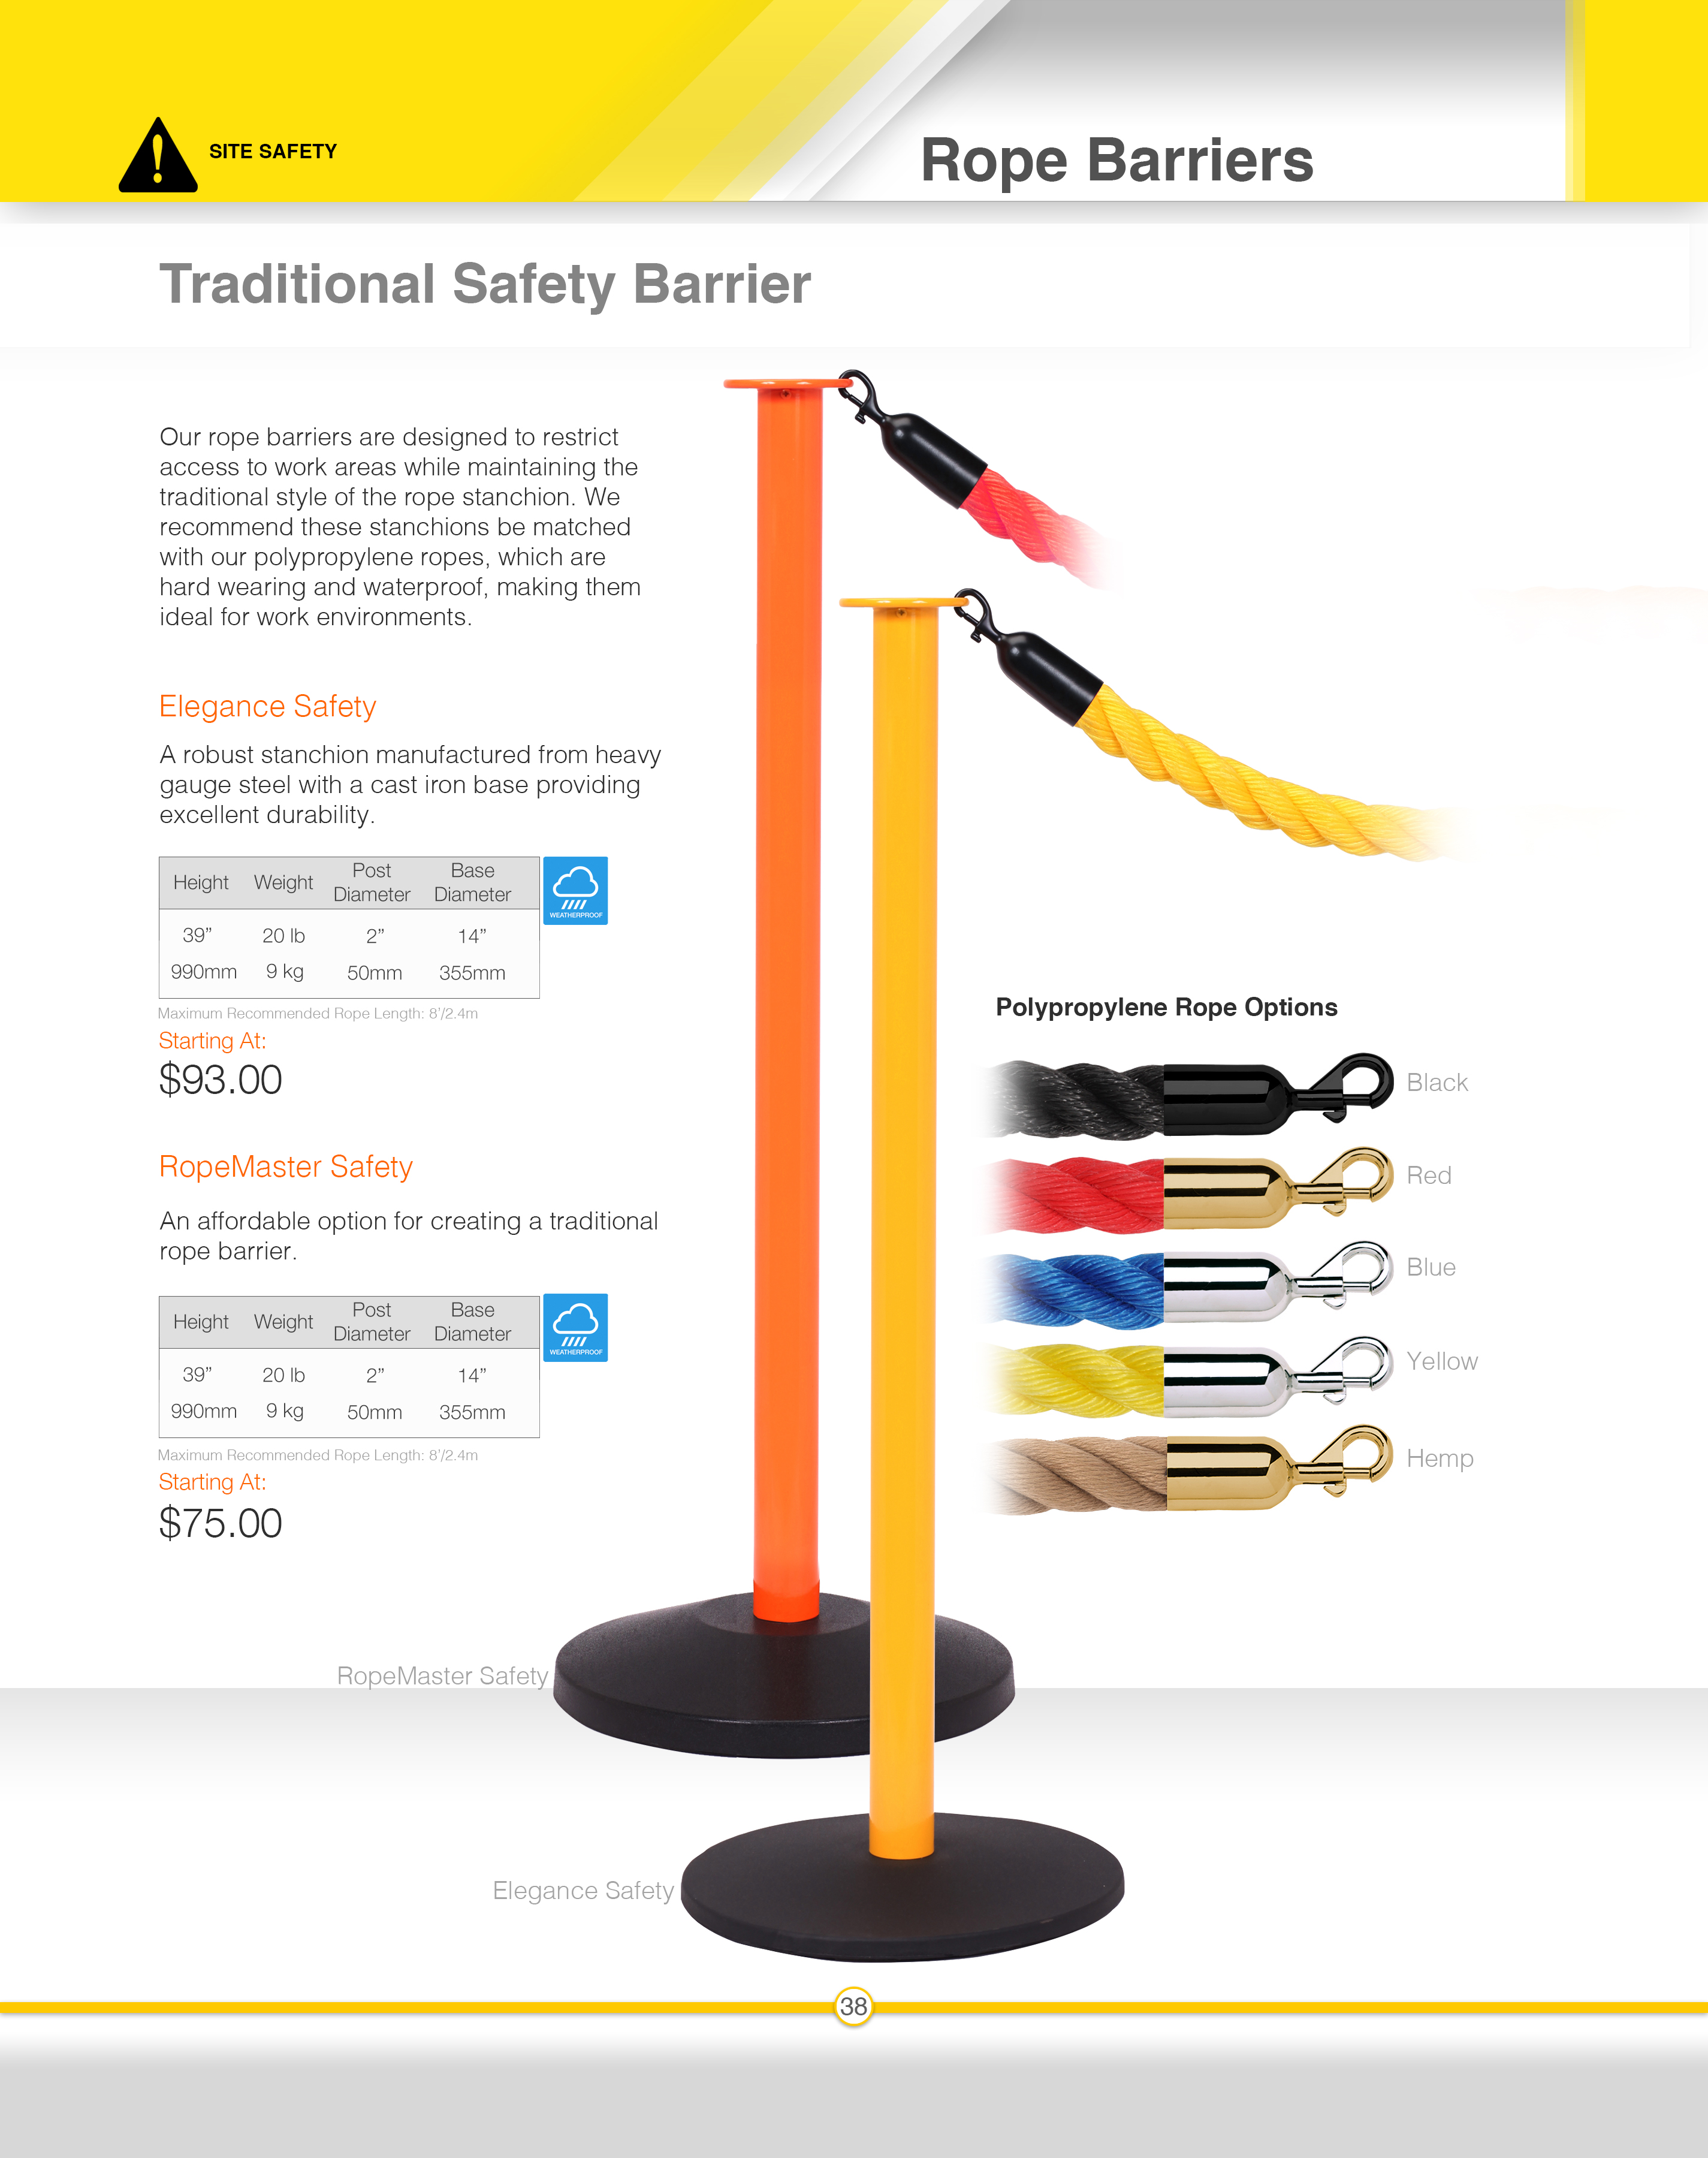 SITE SAFETY
Rope Barriers
Traditional Safety Barrier
Our rope barriers are designed to restrict
access to work areas while maintaining the
traditional style of the rope stanchion. We
recommend these stanchions be matched
with our polypropylene ropes, which are
hard wearing and waterproof, making them
ideal for work environments.
Elegance Safety
A robust stanchion manufactured from heavy
gauge steel with a cast iron base providing
excellent durability.
Height Weight Post Diameter Base Diameter
39” 20 lb 2” 14”
990mm 9 kg 50mm 355mm
WEATHERPROOF
Maximum Recommended Rope Length: 8'/2.4m
Starting At:
$93.00
RopeMaster Safety
An affordable option for creating a traditional
rope barrier.
Height Weight Post Diameter Base Diameter
39” 20 lb 2” 14”
990mm 9 kg 50mm 355mm
WEATHERPROOF
Maximum Recommended Rope Length: 8'/2.4m
Starting At:
$75.00
Polypropylene Rope Options
Black
Red
Blue
Yellow
Hemp
RopeMaster Safety
Elegance Safety
38